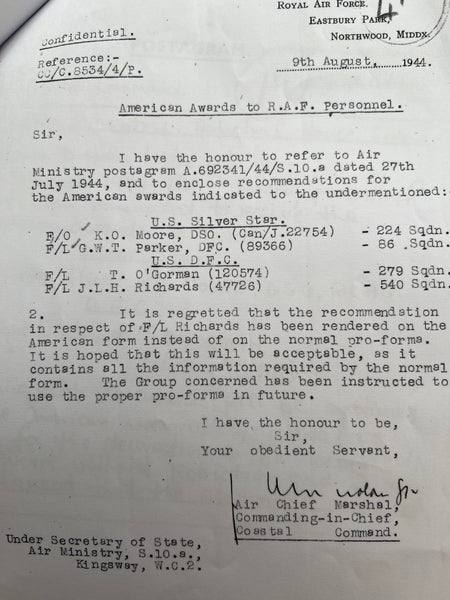 ROYAL AIR FORCE.
EASTBURY PARK,
NORTHWOOD, MIDDX.
Confidential.
Reference:-
CC/C.8534/4/P.
9th August, 1944.
American Awards to R.A.F. Personnel.
Sir,
I have the honour to refer to Air
Ministry postagram A.692341/44/S.10.a dated 27th
July 1944, and to enclose recommendations for
the American awards indicated to the undermentioned:
U.S. Silver Star.
F/O K.O. Moore, DSO. (Can/J.22754) - 224 Sqdn.
F/L G.W.T. Parker, DFC. (89366) - 86 Sqdn.
U.S. D.F.C.
F/L T. O'Gorman (120574) - 279 Sqdn.
F/L J.L.H. Richards (47726) - 540 Sqdn.
2. It is regretted that the recommendation
in respect of F/L Richards has been rendered on the
American form instead of on the normal pro-forma.
It is hoped that this will be acceptable, as it
contains all the information required by the normal
form. The Group concerned has been instructed to
use the proper pro-forma in future.
I have the honour to be,
Sir,
Your obedient Servant,
Air Chief Marshal,
Commanding-in-Chief,
Coastal Command.
Under Secretary of State,
Air Ministry, S.10.a.,
Kingsway, W.C.2.